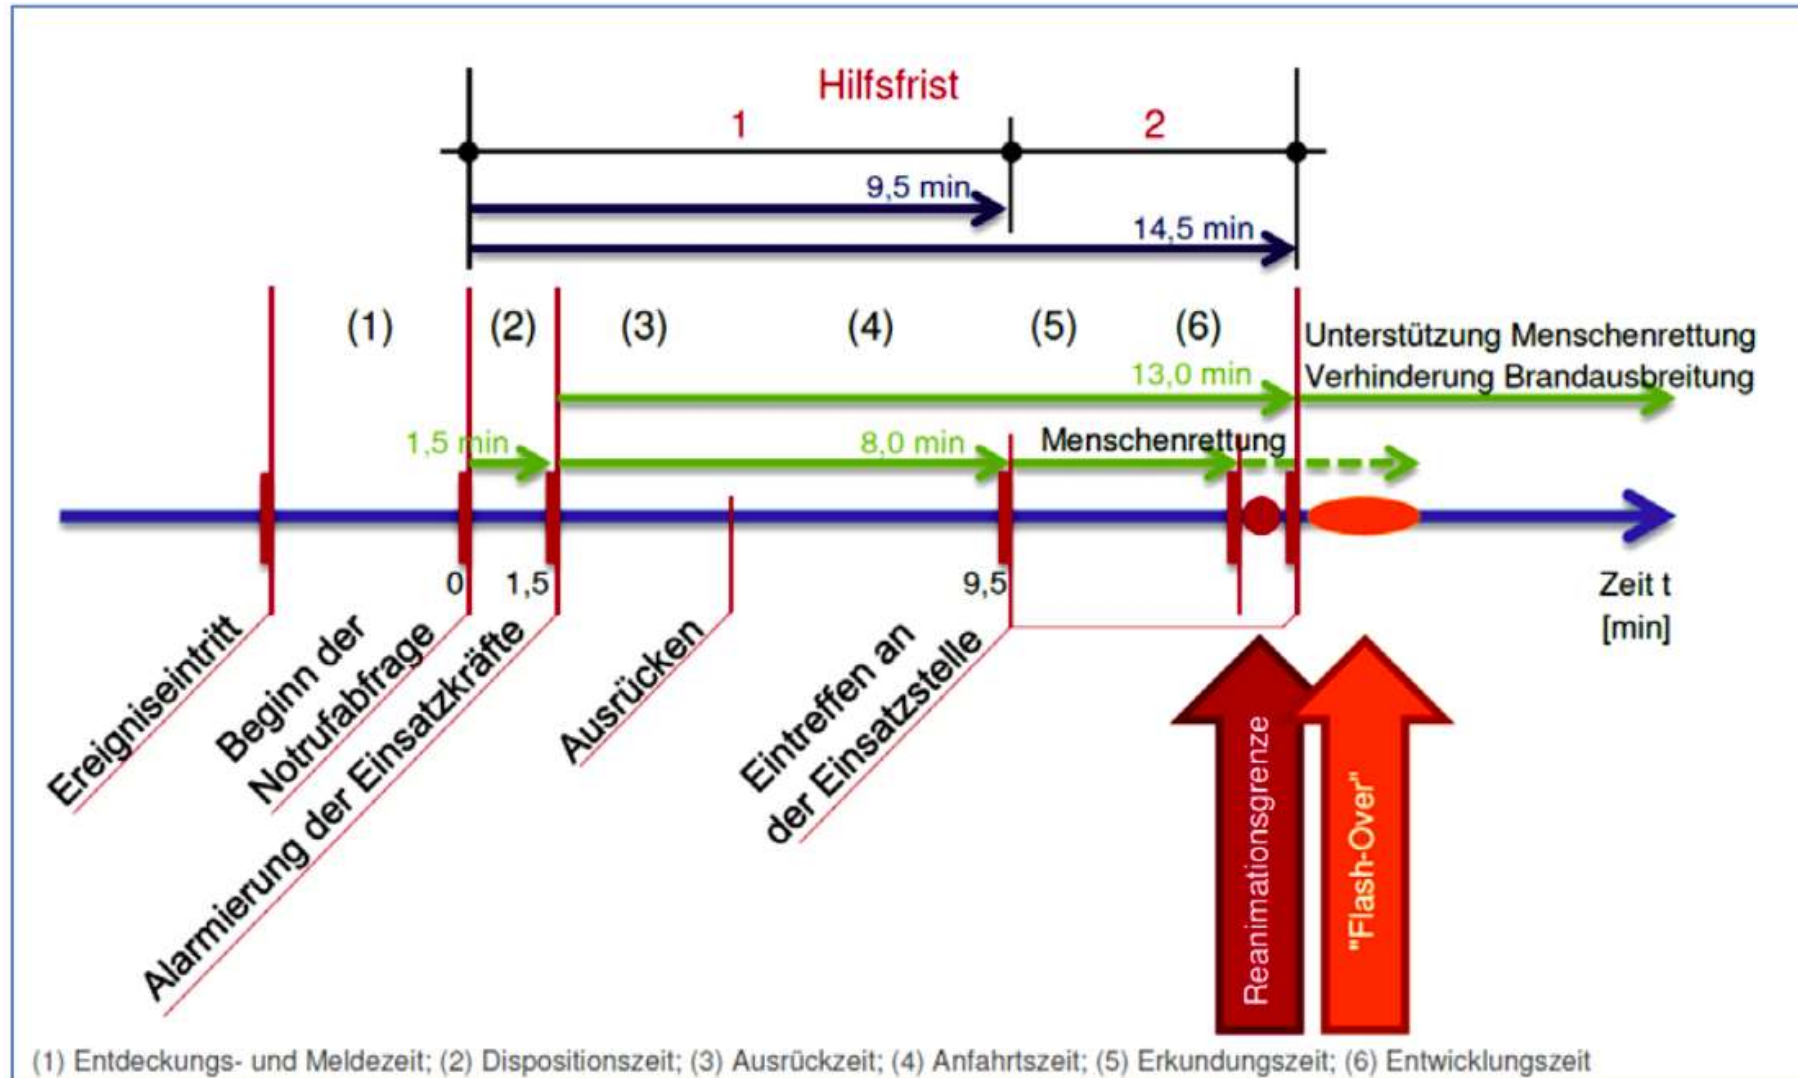 Hilfsfrist
1
2
9,5 min
14,5 min
(1)
(2)
(3)
(4)
(5)
(6)
Unterstützung Menschenrettung
Verhinderung Brandausbreitung
13,0 min
1,5 min
8,0 min
Menschenrettung
0
1,5
9,5
Zeit t
[min]
Ereigniseintritt
Beginn der
Notrufabfrage
Alarmierung der Einsatzkräfte
Ausrücken
Eintreffen an
der Einsatzstelle
Reanimationsgrenze
"Flash-Over"
(1) Entdeckungs- und Meldezeit; (2) Dispositionszeit; (3) Ausrückzeit; (4) Anfahrtszeit; (5) Erkundungszeit; (6) Entwicklungszeit